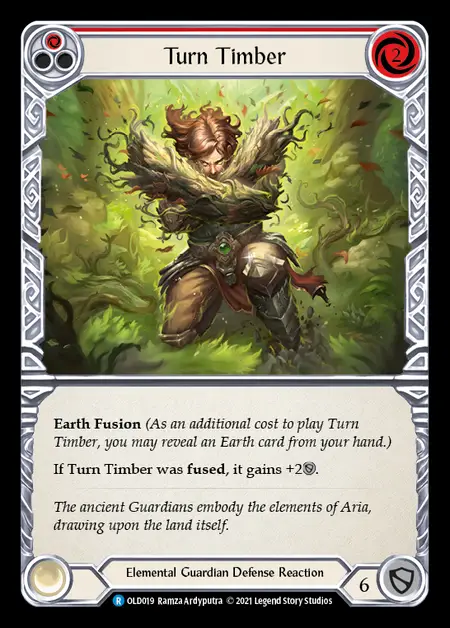 Turn Timber
2
Earth Fusion (As an additional cost to play Turn
Timber, you may reveal an Earth card from your hand.)
If Turn Timber was fused, it gains +2.
The ancient Guardians embody the elements of Aria,
drawing upon the land itself.
Elemental Guardian Defense Reaction
6
R OLD019 Ramza Ardyputra © 2021 Legend Story Studios